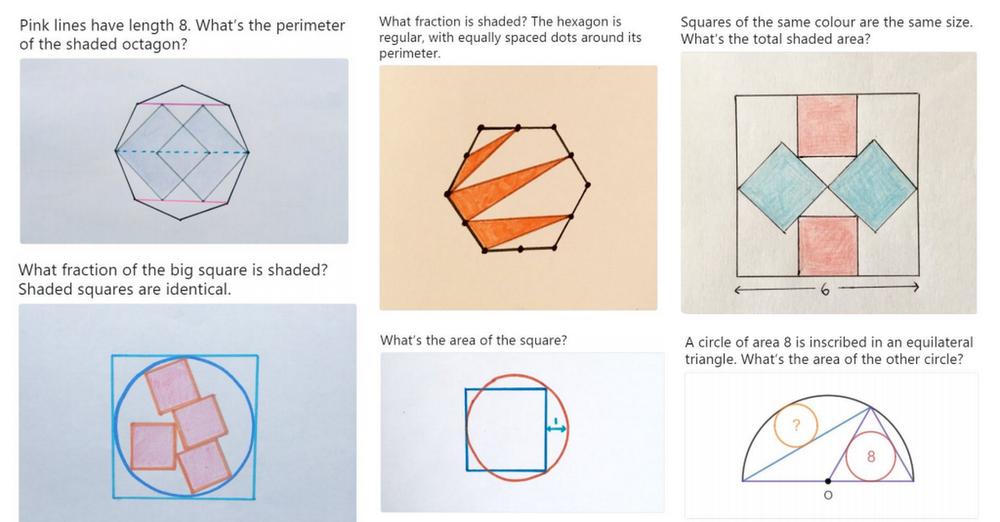 Pink lines have length 8. What's the perimeter
of the shaded octagon?
What fraction of the big square is shaded?
Shaded squares are identical.
What fraction is shaded? The hexagon is
regular, with equally spaced dots around its
perimeter.
What's the area of the square?
1
Squares of the same colour are the same size.
What's the total shaded area?
6
A circle of area 8 is inscribed in an equilateral
triangle. What's the area of the other circle?
?
8
O